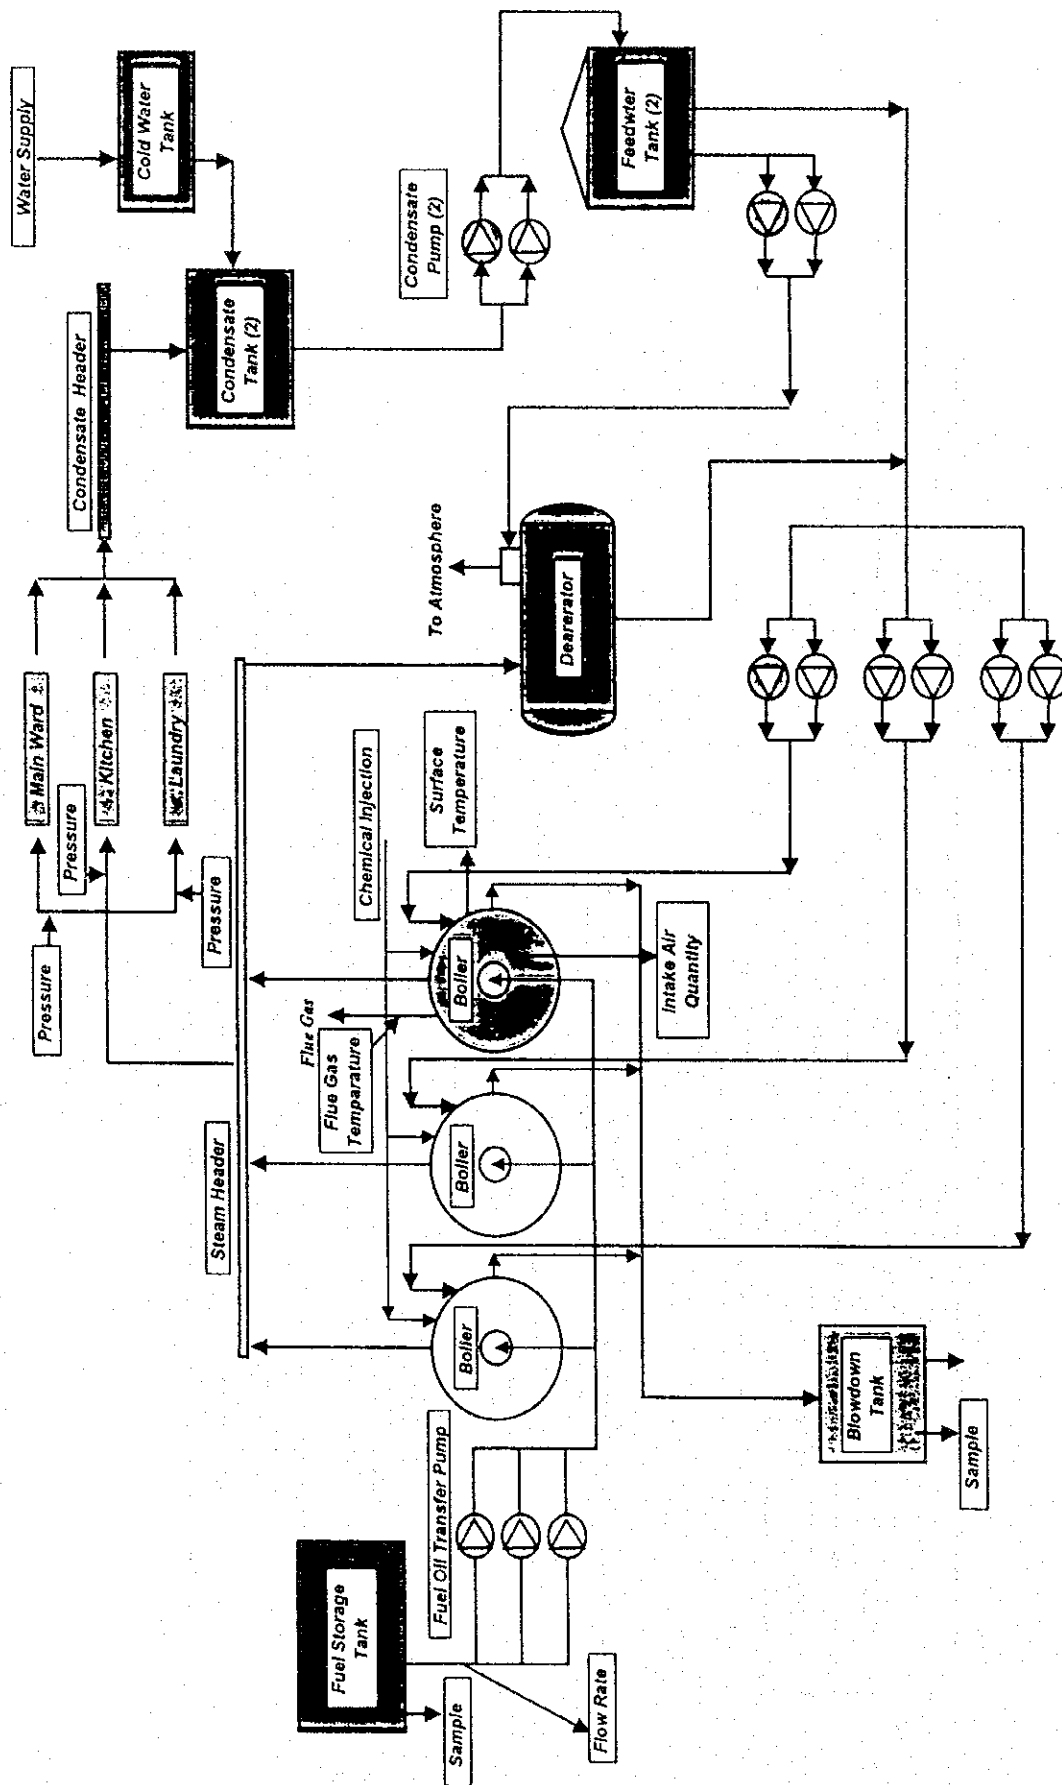 Water Supply
Pressure
Main Ward
Pressure
Kitchen
Laundry
Condensate Header
Cold Water
Tank
Steam Header
Pressure
Condensate
Tank (2)
Flue Gas
Flue Gas
Temparature
Chemical Injection
Fuel Storage
Tank
To Atmosphere
Surface
Temperature
Condensate
Pump (2)
Fuel Oil Transfer Pump
Sample
Boiler
Boiler
Boiler
Dearerator
Feedwter
Tank (2)
Flow Rate
Intake Air
Quantity
Blowdown
Tank
Sample